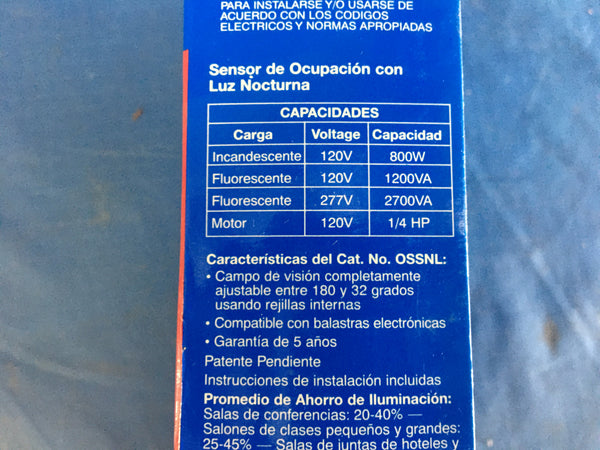 PARA INSTALARSE Y/O USARSE DE
ACUERDO CON LOS CODIGOS
ELECTRICOS Y NORMAS APROPIADAS
Sensor de Ocupación con
Luz Nocturna
CAPACIDADES
Carga Voltage Capacidad
Incandescente 120V 800W
Fluorescente 120V 1200VA
Fluorescente 277V 2700VA
Motor 120V 1/4 HP
Características del Cat. No. OSSNL:
• Campo de visión completamente
ajustable entre 180 y 32 grados
usando rejillas internas
• Compatible con balastras electrónicas
• Garantía de 5 años
Patente Pendiente
Instrucciones de instalación incluidas
Promedio de Ahorro de Iluminación:
Salas de conferencias: 20-40% —
Salones de clases pequeños y grandes:
25-45% — Salas de juntas de hoteles y